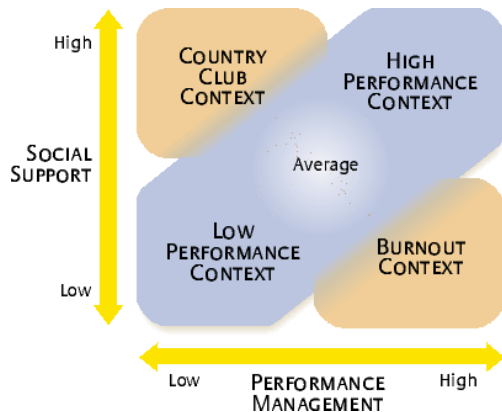 High
COUNTRY
CLUB
CONTEXT
HIGH
PERFORMANCE
CONTEXT
SOCIAL
SUPPORT
Average
LOW
PERFORMANCE
CONTEXT
BURNOUT
CONTEXT
Low
Low
PERFORMANCE
MANAGEMENT
High